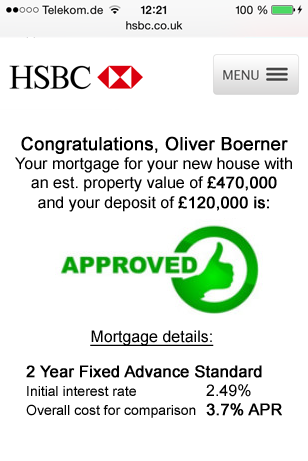 Telekom.de 12:21 100 %
hsbc.co.uk
HSBC MENU
Congratulations, Oliver Boerner
Your mortgage for your new house with
an est. property value of £470,000
and your deposit of £120,000 is:
APPROVED
Mortgage details:
2 Year Fixed Advance Standard
Initial interest rate 2.49%
Overall cost for comparison 3.7% APR